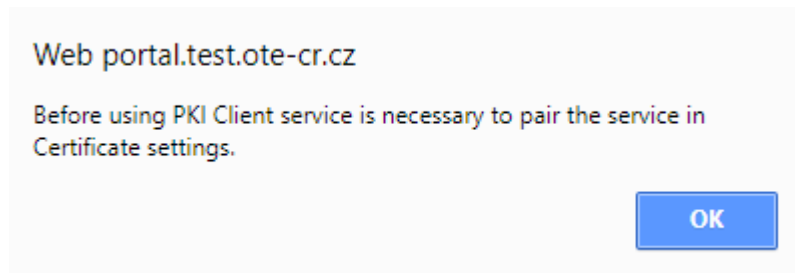 Web portal.test.ote-cr.cz
Before using PKI Client service is necessary to pair the service in
Certificate settings.
OK